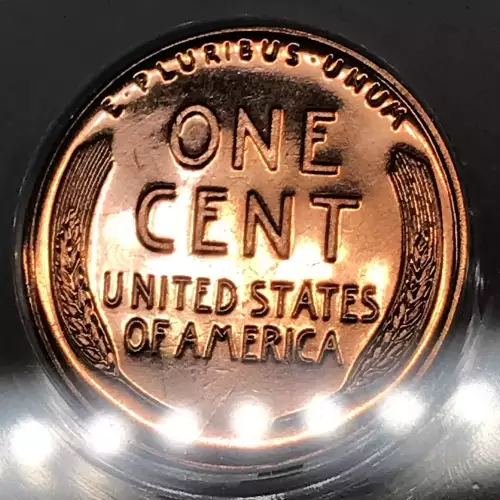 E·PLURIBUS·UNUM
ONE
CENT
UNITED STATES
OF AMERICA